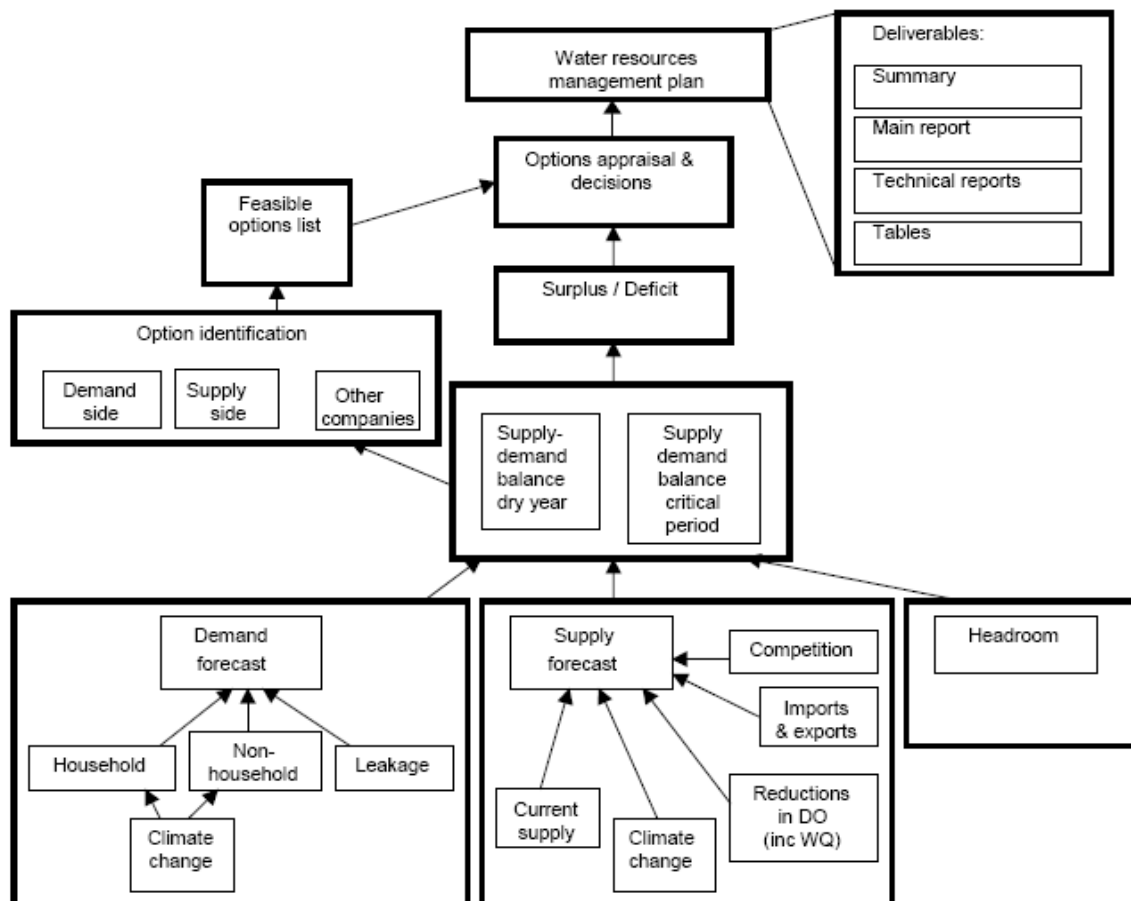 Water resources
management plan
Deliverables:
Summary
Main report
Technical reports
Tables
Options appraisal &
decisions
Feasible
options list
Surplus / Deficit
Option identification
Demand
side
Supply
side
Other
companies
Supply-
demand
balance
dry year
Supply
demand
balance
critical
period
Demand
forecast
Household
Non-
household
Leakage
Climate
change
Supply
forecast
Competition
Imports
& exports
Reductions
in DO
(inc WQ)
Current
supply
Climate
change
Headroom